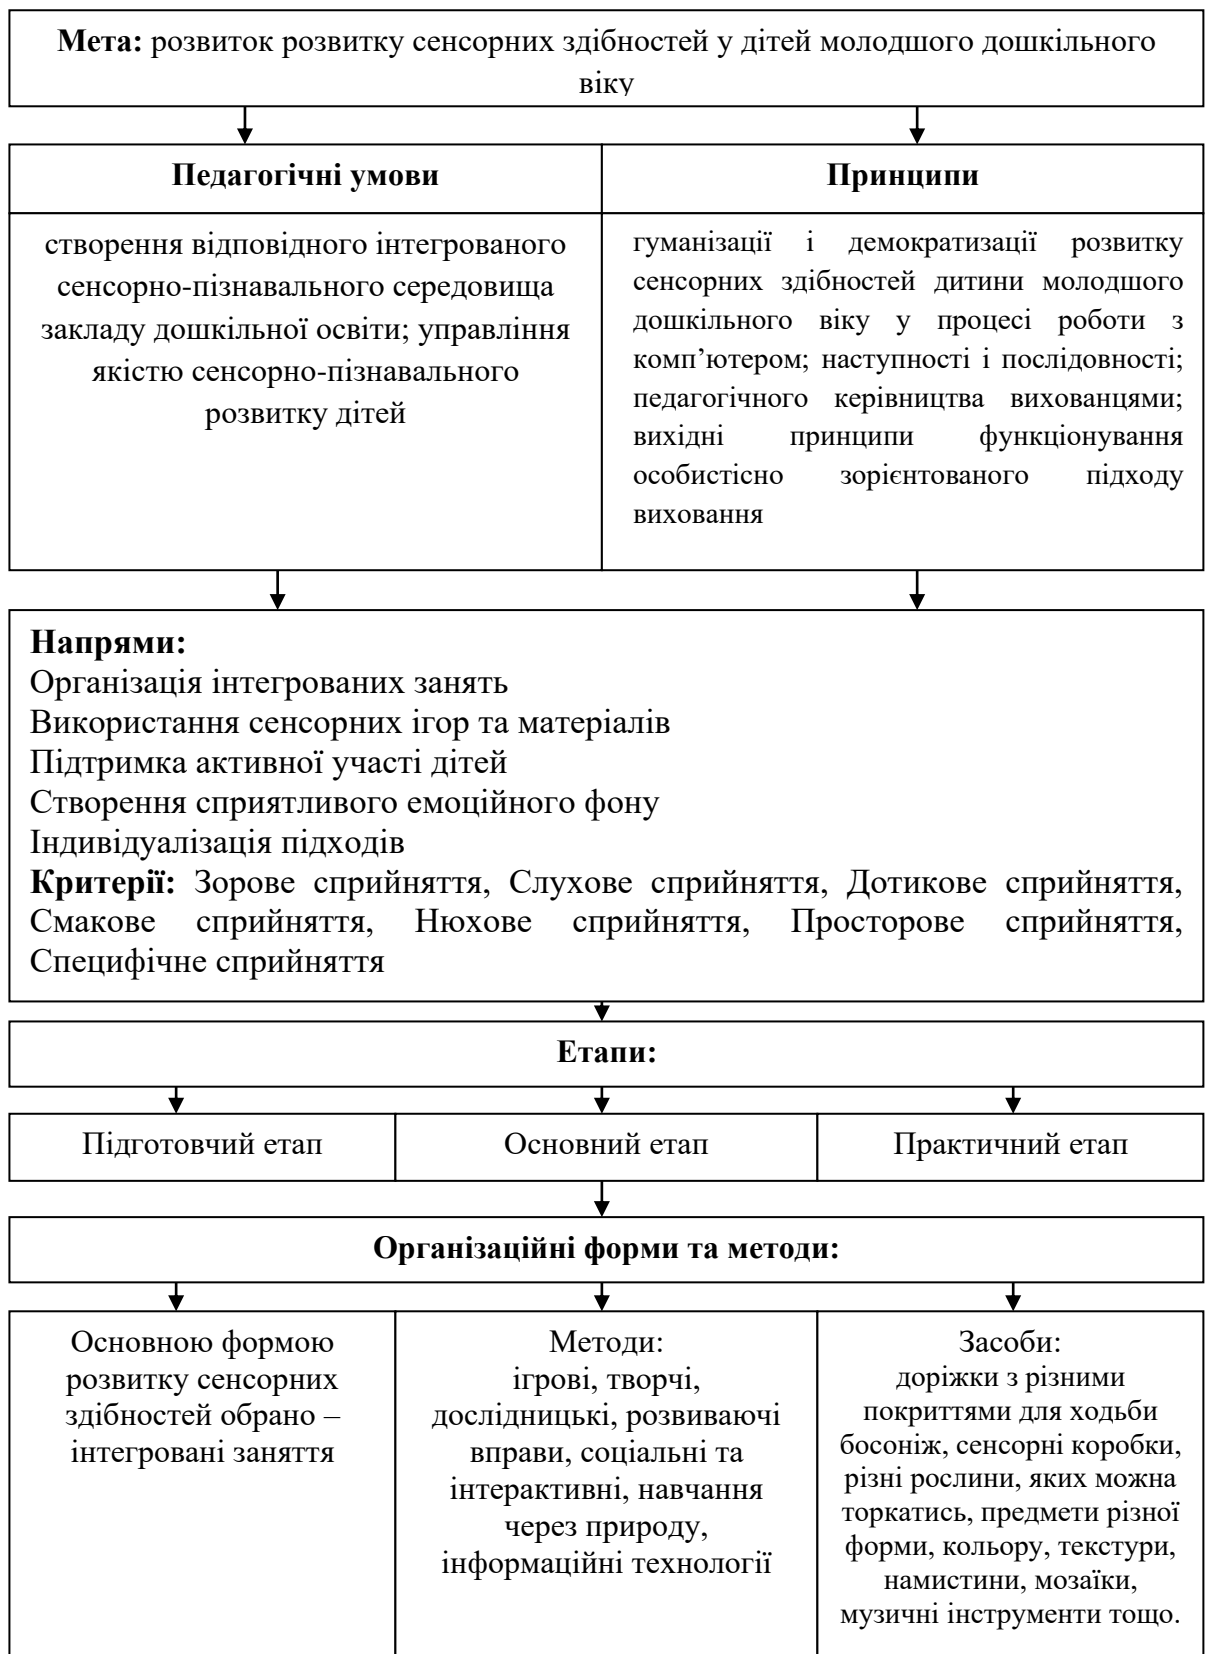 Мета: розвиток розвитку сенсорних здібностей у дітей молодшого дошкільного
віку
Педагогічні умови
Принципи
створення відповідного інтегрованого
сенсорно-пізнавального середовища
закладу дошкільної освіти; управління
якістю сенсорно-пізнавального
розвитку дітей
гуманізації і демократизації розвитку
сенсорних здібностей дитини молодшого
дошкільного віку у процесі роботи з
комп’ютером; наступності і послідовності;
педагогічного керівництва вихованцями;
вихідні принципи функціонування
особистісно зорієнтованого підходу
виховання
Напрями:
Організація інтегрованих занять
Використання сенсорних ігор та матеріалів
Підтримка активної участі дітей
Створення сприятливого емоційного фону
Індивідуалізація підходів
Критерії: Зорове сприйняття, Слухове сприйняття, Дотикове сприйняття,
Смакове сприйняття, Нюхове сприйняття, Просторове сприйняття,
Специфічне сприйняття
Етапи:
Підготовчий етап
Основний етап
Практичний етап
Організаційні форми та методи:
Основною формою
розвитку сенсорних
здібностей обрано –
інтегровані заняття
Методи:
ігрові, творчі,
дослідницькі, розвиваючі
вправи, соціальні та
інтерактивні, навчання
через природу,
інформаційні технології
Засоби:
доріжки з різними
покриттями для ходьби
босоніж, сенсорні коробки,
різні рослини, яких можна
торкатись, предмети різної
форми, кольору, текстури,
намистини, мозаїки,
музичні інструменти тощо.